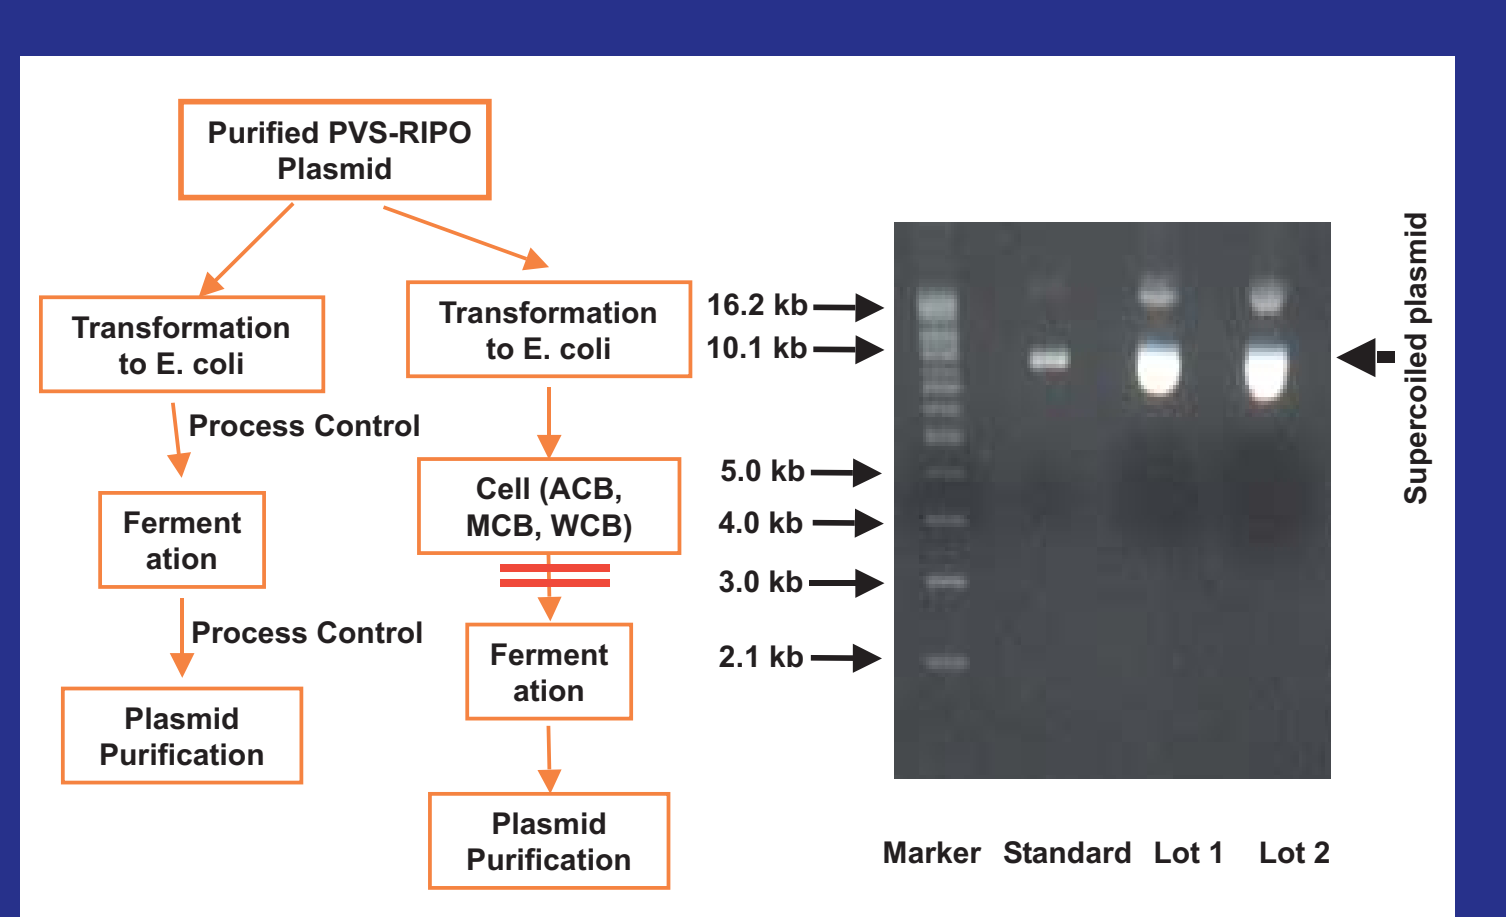 Purified PVS-RIPO
Plasmid
Transformation
to E. coli
Process Control
Ferment
ation
Process Control
Plasmid
Purification
Transformation
to E. coli
Cell (ACB,
MCB, WCB)
Ferment
ation
Plasmid
Purification
16.2 kb
10.1 kb
5.0 kb
4.0 kb
3.0 kb
2.1 kb
Supercoiled plasmid
Marker Standard Lot 1 Lot 2